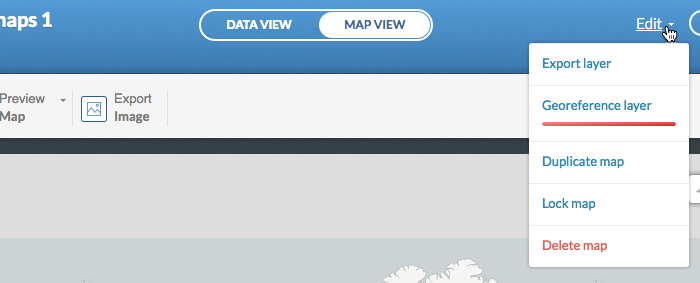 maps 1
DATA VIEW
MAP VIEW
Edit
Preview
Map
Export
Image
Export layer
Georeference layer
Duplicate map
Lock map
Delete map